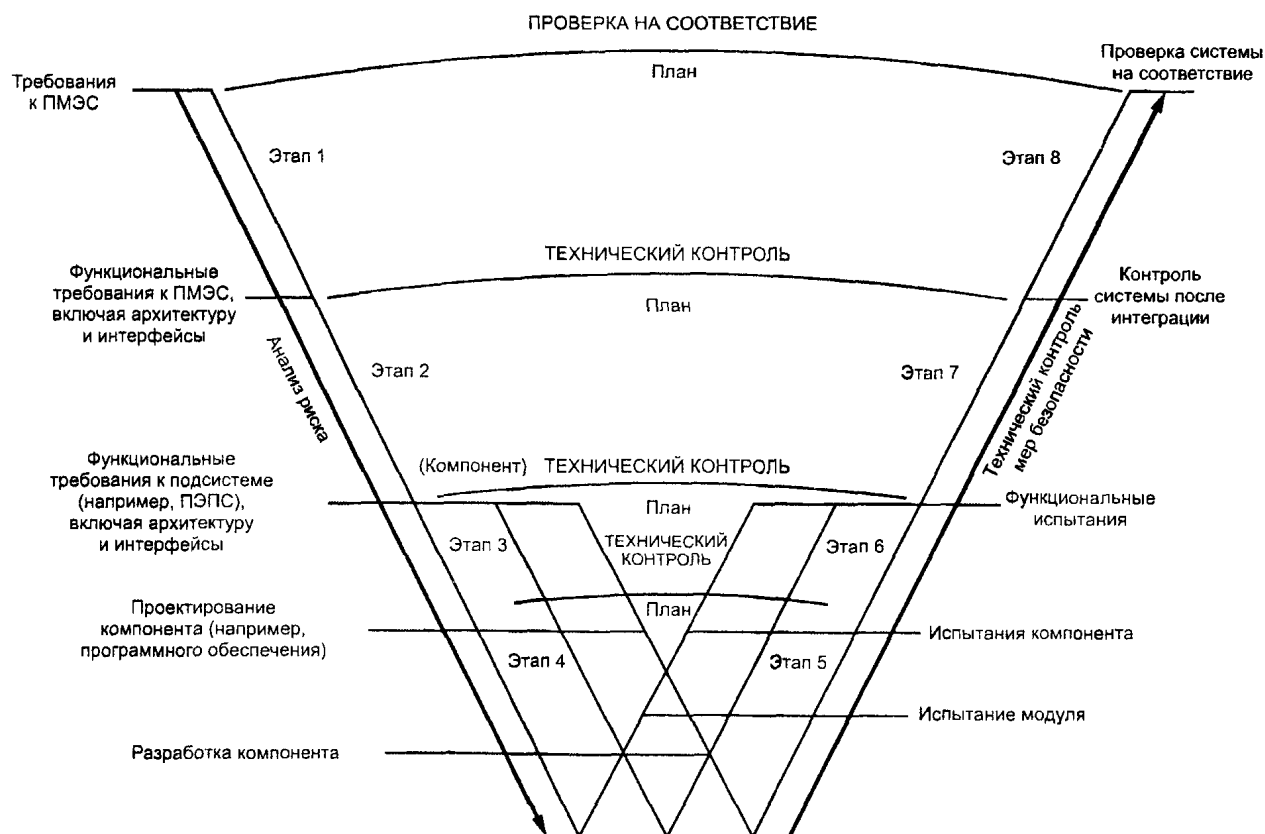 ПРОВЕРКА НА СООТВЕТСТВИЕ
План
Требования
к ПМЭС
Проверка системы
на соответствие
Этап 1
Этап 8
ТЕХНИЧЕСКИЙ КОНТРОЛЬ
План
Функциональные
требования к ПМЭС,
включая архитектуру
и интерфейсы
Контроль
системы после
интеграции
Анализ риска
Этап 2
Этап 7
Технический контроль
мер безопасности
Функциональные
требования к подсистеме
(например, ПЭПС),
включая архитектуру
и интерфейсы
(Компонент)
ТЕХНИЧЕСКИЙ КОНТРОЛЬ
План
Функциональные
испытания
Этап 3
ТЕХНИЧЕСКИЙ
КОНТРОЛЬ
Этап 6
План
Проектирование
компонента (например,
программного обеспечения)
Испытания компонента
Этап 4
Этап 5
Испытание модуля
Разработка компонента